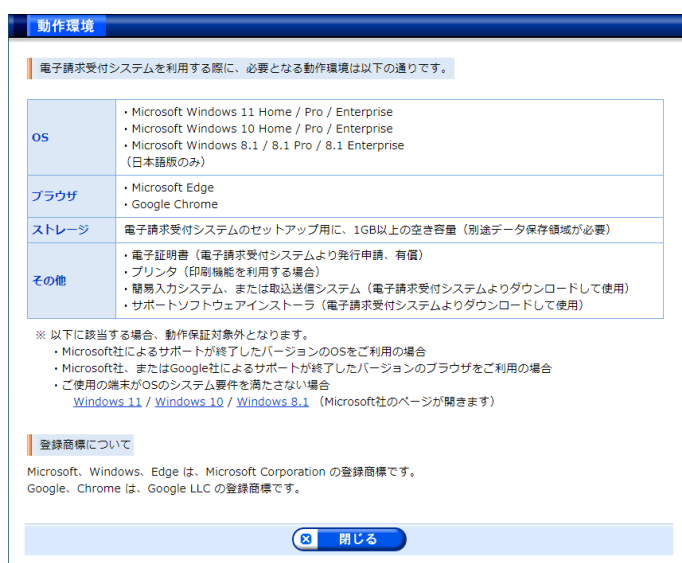 動作環境
電子請求受付システムを利用する際に、必要となる動作環境は以下の通りです。
OS
・Microsoft Windows 11 Home / Pro / Enterprise
・Microsoft Windows 10 Home / Pro / Enterprise
・Microsoft Windows 8.1 / 8.1 Pro / 8.1 Enterprise
（日本語版のみ）
ブラウザ
・Microsoft Edge
・Google Chrome
ストレージ
電子請求受付システムのセットアップ用に、1GB以上の空き容量（別途データ保存領域が必要）
その他
・電子証明書（電子請求受付システムより発行申請、有償）
・プリンタ（印刷機能を利用する場合）
・簡易入力システム、または取込送信システム（電子請求受付システムよりダウンロードして使用）
・サポートソフトウェアインストーラ（電子請求受付システムよりダウンロードして使用）
※ 以下に該当する場合、動作保証対象外となります。
・Microsoft社によるサポートが終了したバージョンのOSをご利用の場合
・Microsoft社、またはGoogle社によるサポートが終了したバージョンのブラウザをご利用の場合
・ご使用の端末がOSのシステム要件を満たさない場合
Windows 11 / Windows 10 / Windows 8.1 （Microsoft社のページが開きます）
登録商標について
Microsoft、Windows、Edge は、Microsoft Corporation の登録商標です。
Google、Chrome は、Google LLC の登録商標です。
閉じる